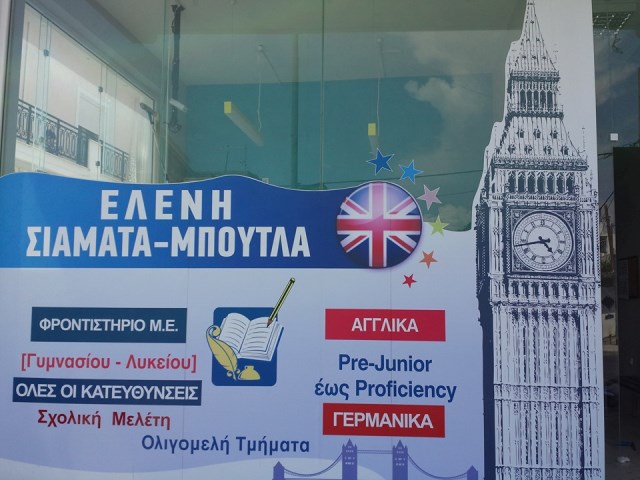 ΕΛΕΝΗ
ΣΙΑΜΑΤΑ-ΜΠΟΥΤΛΑ
ΦΡΟΝΤΙΣΤΗΡΙΟ Μ.Ε.
[Γυμνασίου - Λυκείου]
ΟΛΕΣ ΟΙ ΚΑΤΕΥΘΥΝΣΕΙΣ
Σχολική Μελέτη
Ολιγομελή Τμήματα
ΑΓΓΛΙΚΑ
Pre-Junior
έως Proficiency
ΓΕΡΜΑΝΙΚΑ